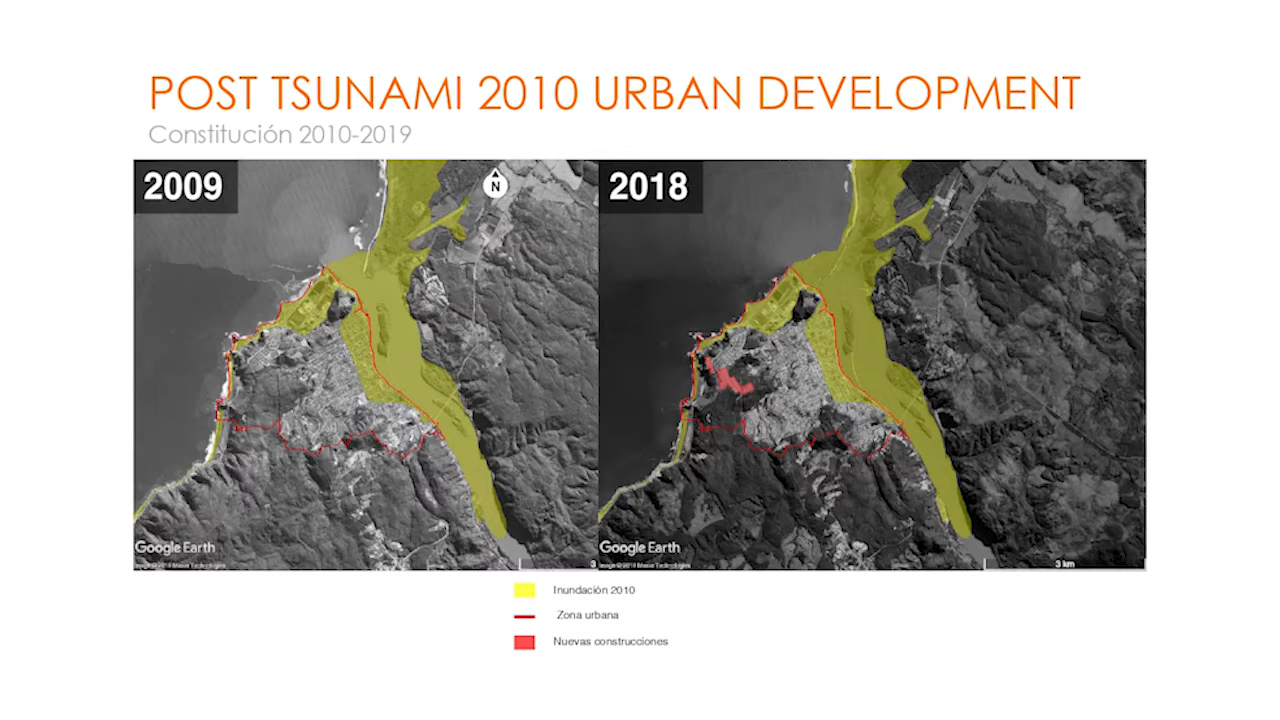 POST TSUNAMI 2010 URBAN DEVELOPMENT
Constitución 2010-2019
2009
N
2018
Google Earth
Google Earth
3
3 km
Inundación 2010
Zona urbana
Nuevas construcciones